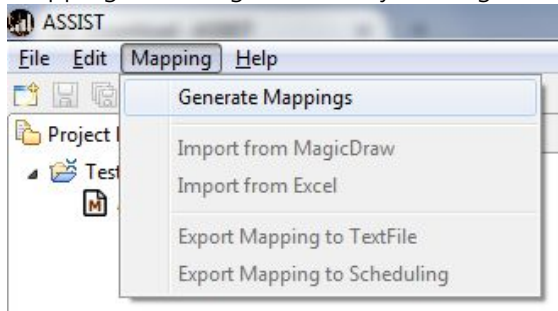 ASSIST
File Edit Mapping Help
Generate Mappings
Project
Import from MagicDraw
Test
Import from Excel
Export Mapping to TextFile
Export Mapping to Scheduling